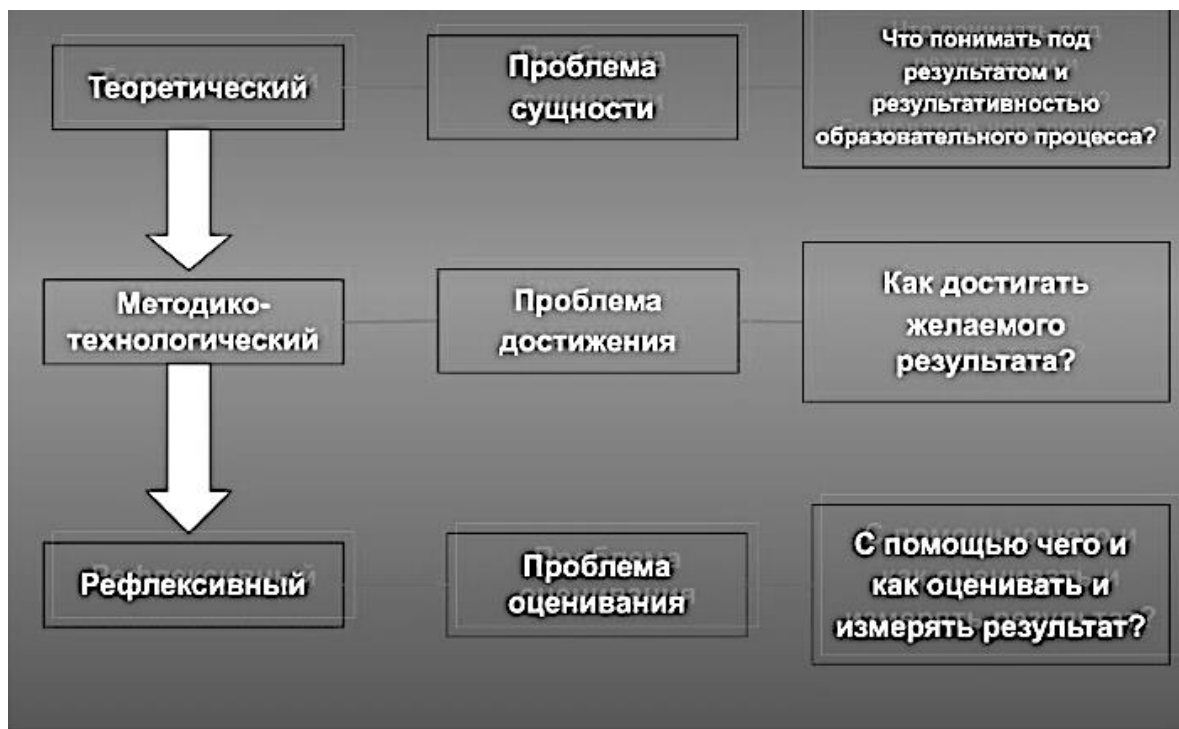 Теоретический
Проблема
сущности
Что понимать под
результатом и
результативностью
образовательного процесса?
Методико-
технологический
Проблема
достижения
Как достигать
желаемого
результата?
Рефлексивный
Проблема
оценивания
С помощью чего и
как оценивать и
измерять результат?